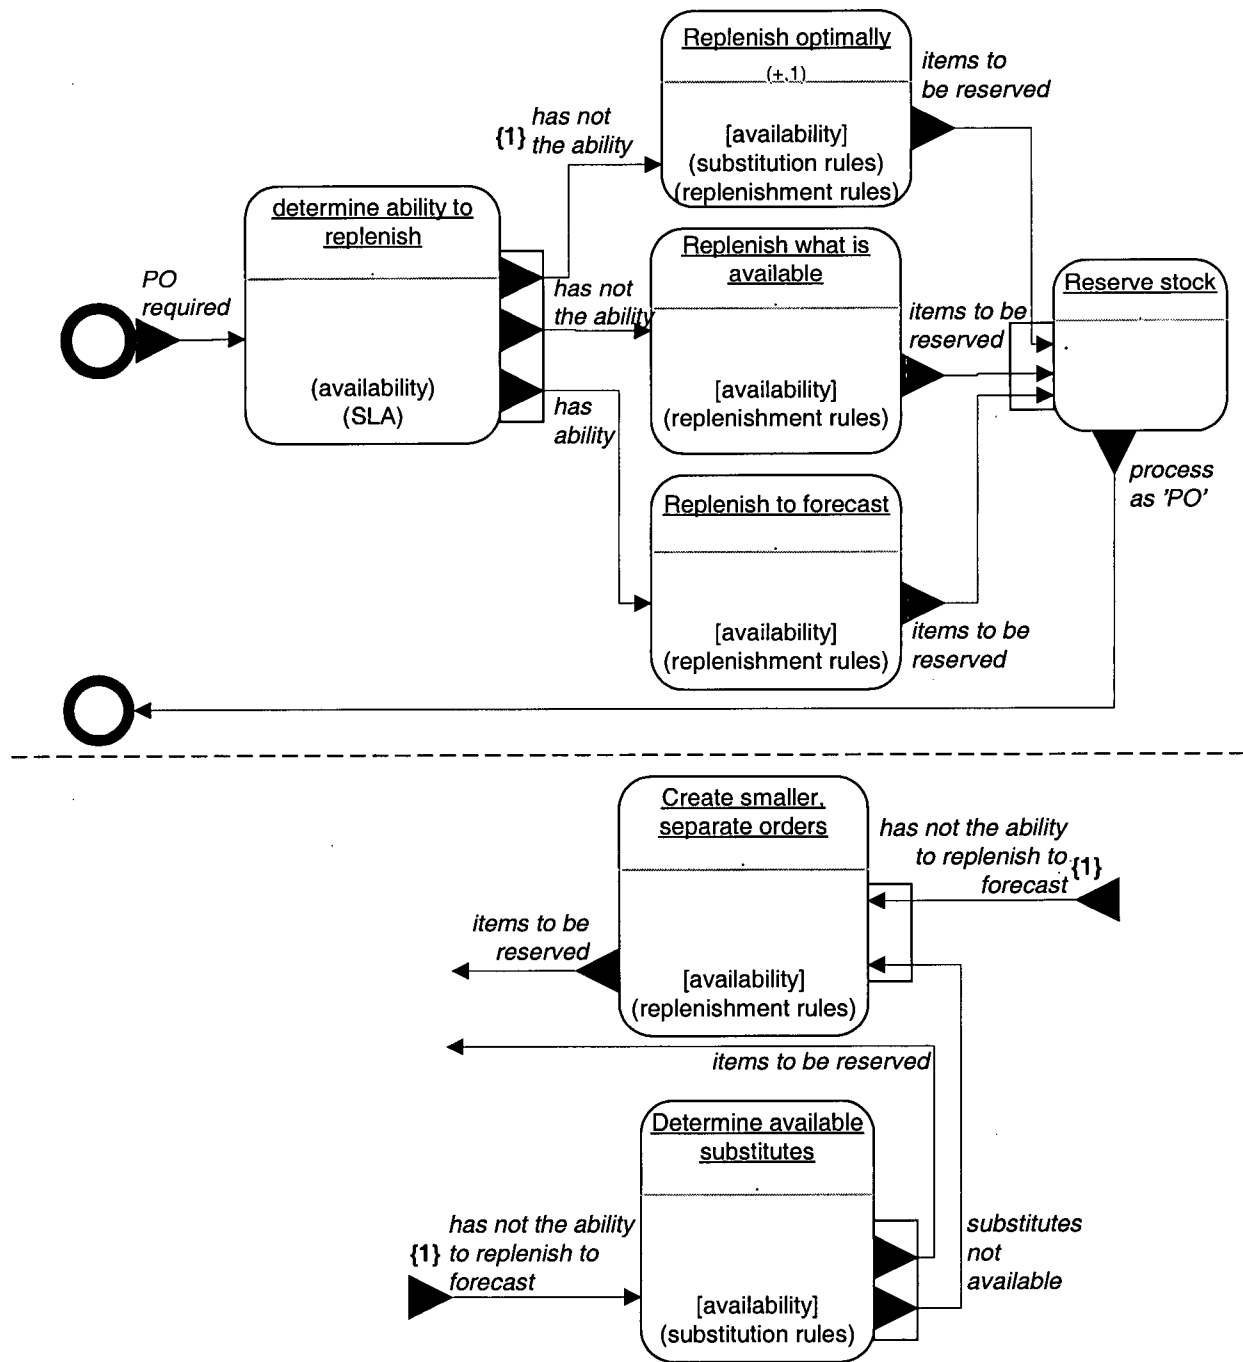 Replenish optimally
(+,1)
[availability]
(substitution rules)
(replenishment rules)
items to
be reserved
{1}
has not
the ability
determine ability to
replenish
(availability)
(SLA)
PO
required
has not
the ability
has
ability
Replenish what is
available
[availability]
(replenishment rules)
items to be
reserved
Reserve stock
process
as 'PO'
Replenish to forecast
[availability]
(replenishment rules)
items to be
reserved
Create smaller,
separate orders
[availability]
(replenishment rules)
has not the ability
to replenish to
forecast
{1}
items to be
reserved
items to be reserved
Determine available
substitutes
[availability]
(substitution rules)
has not the ability
{1} to replenish to
forecast
substitutes
not
available